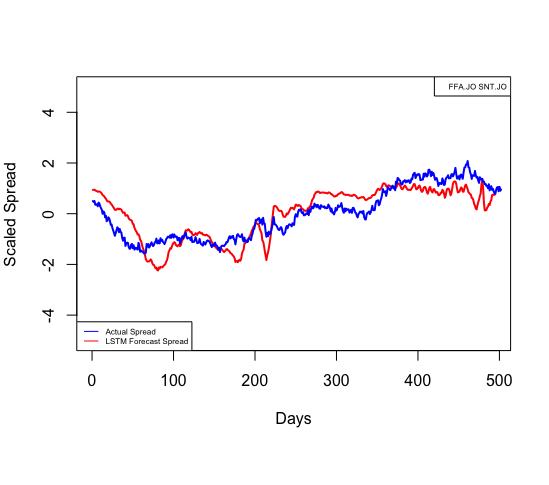 FFA.JO SNT.JO
4
2
0
-2
-4
Scaled Spread
Actual Spread
LSTM Forecast Spread
0 100 200 300 400 500
Days